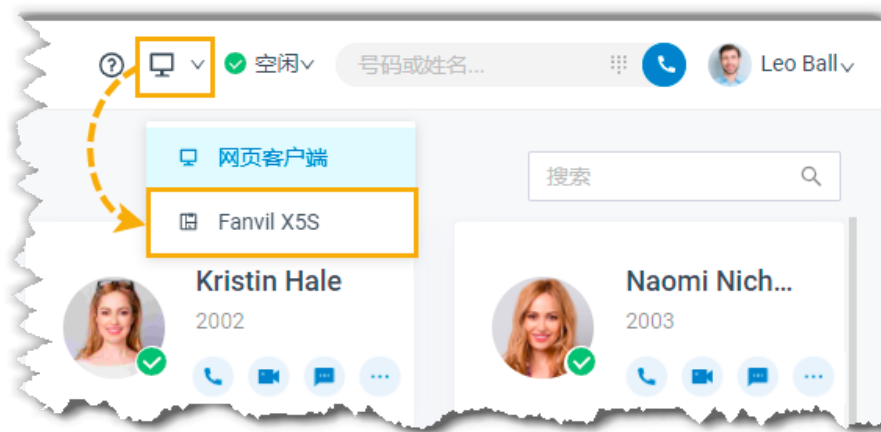 空闲
号码或姓名...
Leo Ball
网页客户端
搜索
Fanvil X5S
Kristin Hale
Naomi Nich...
2002
2003